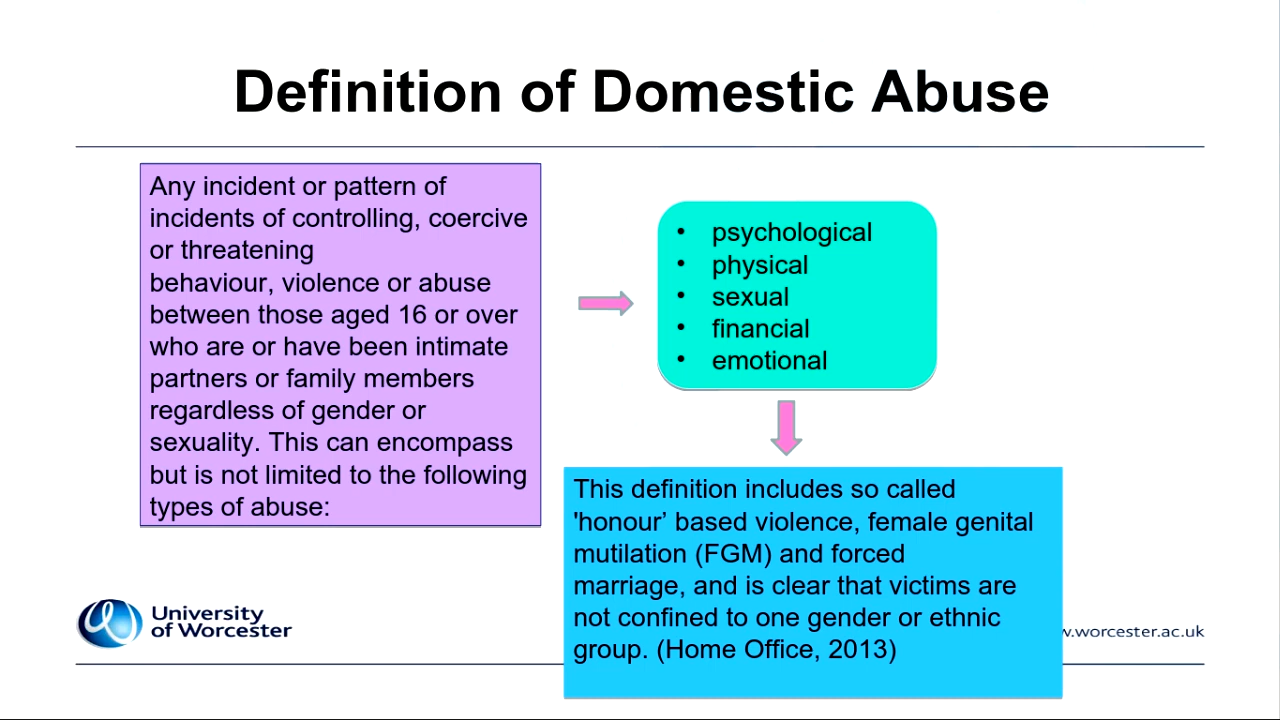 Definition of Domestic Abuse
Any incident or pattern of
incidents of controlling, coercive
or threatening
behaviour, violence or abuse
between those aged 16 or over
who are or have been intimate
partners or family members
regardless of gender or
sexuality. This can encompass
but is not limited to the following
types of abuse:
• psychological
• physical
• sexual
• financial
• emotional
This definition includes so called
'honour’ based violence, female genital
mutilation (FGM) and forced
marriage, and is clear that victims are
not confined to one gender or ethnic
group. (Home Office, 2013)
University
of Worcester
w.worcester.ac.uk